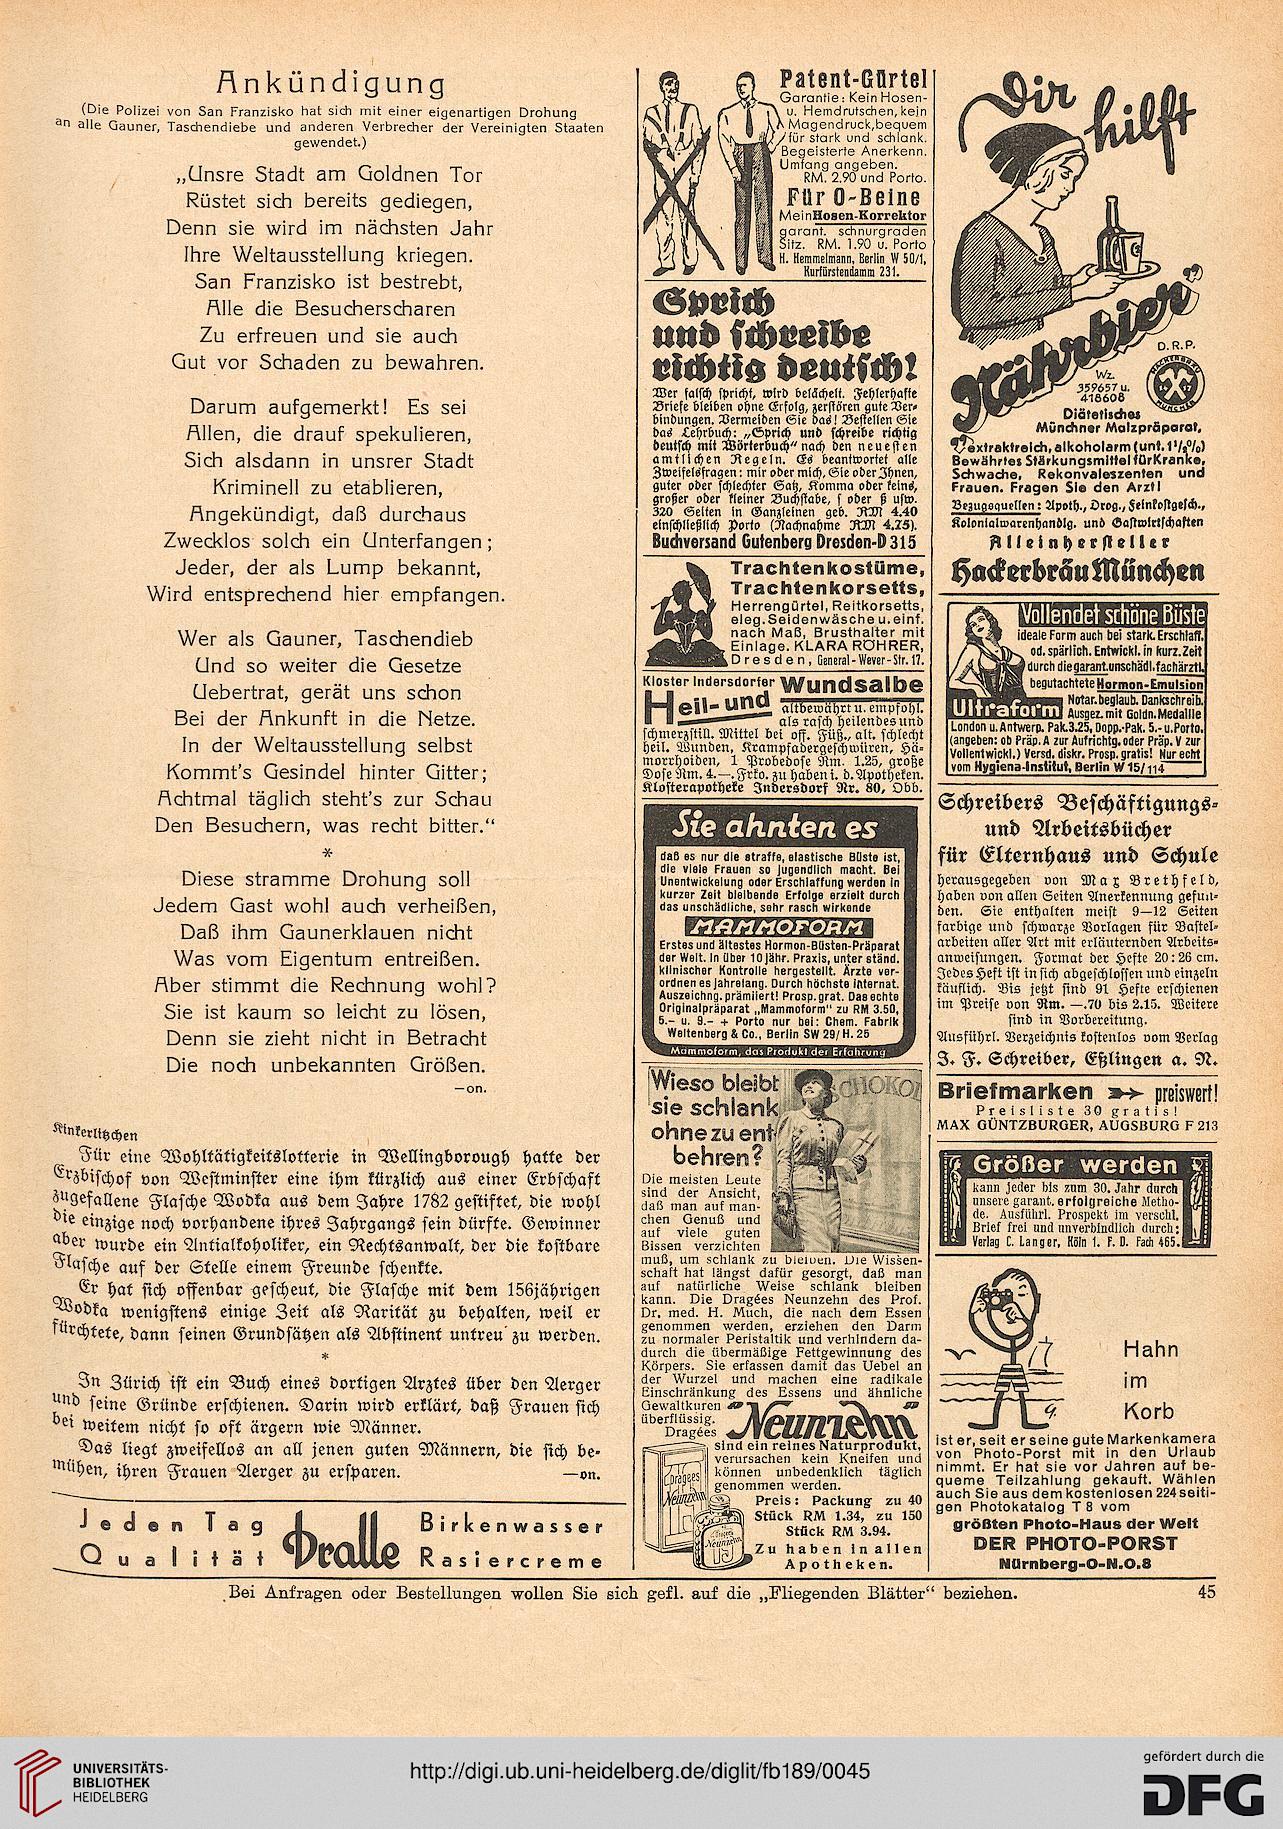 Ankündigung
(Die Polizei von San Franzisko hat sich mit einer eigenartigen Drohung
an alle Gauner, Taschendiebe und anderen Verbrecher der Vereinigten Staaten
gewendet.)
„Unsre Stadt am Goldnen Tor
Rüstet sich bereits gediegen,
Denn sie wird im nächsten Jahr
Ihre Weltausstellung kriegen.
San Franzisko ist bestrebt,
Alle die Besucherscharen
Zu erfreuen und sie auch
Gut vor Schaden zu bewahren.
Darum aufgemerkt! Es sei
Allen, die drauf spekulieren,
Sich alsdann in unsrer Stadt
Kriminell zu etablieren,
Angekündigt, daß durchaus
Zwecklos solch ein Unterfangen;
Jeder, der als Lump bekannt,
Wird entsprechend hier empfangen.
Wer als Gauner, Taschendieb
Und so weiter die Gesetze
Uebertrat, gerät uns schon
Bei der Ankunft in die Netze.
In der Weltausstellung selbst
Kommt's Gesindel hinter Gitter;
Achtmal täglich steht's zur Schau
Den Besuchern, was recht bitter.“
*
Diese stramme Drohung soll
Jedem Gast wohl auch verheißen,
Daß ihm Gaunerklauen nicht
Was vom Eigentum entreißen.
Aber stimmt die Rechnung wohl?
Sie ist kaum so leicht zu lösen,
Denn sie zieht nicht in Betracht
Die noch unbekannten Größen.
—on.
Kinkerlitzchen
Für eine Wohltätigkeitslotterie in Wellingborough hatte der
Erzbischof von Westminster eine ihm kürzlich aus einer Erbschaft
zugefallene Flasche Wodka aus dem Jahre 1782 gestiftet, die wohl
die einzige noch vorhandene ihres Jahrgangs sein dürfte. Gewinner
aber wurde ein Antialkoholiker, ein Rechtsanwalt, der die kostbare
Flasche auf der Stelle einem Freunde schenkte.
Er hat sich offenbar gescheut, die Flasche mit dem 156jährigen
Wodka wenigstens einige Zeit als Rarität zu behalten, weil er
fürchtete, dann seinen Grundsätzen als Abstinent untreu zu werden.
*
In Zürich ist ein Buch eines dortigen Arztes über den Aerger
und seine Gründe erschienen. Darin wird erklärt, daß Frauen sich
bei weitem nicht so oft ärgern wie Männer.
Das liegt zweifellos an all jenen guten Männern, die sich be-
mühen, ihren Frauen Aerger zu ersparen. —on.
Jeden Tag
Qualität
Dralle
Birkenwasser
Rasiercreme
Patent-Gürtel
Garantie: Kein Hosen-
u. Hemdrutschen, kein
Magendruck, bequem
für stark und schlank.
Begeisterte Anerkenn.
Umfang angeben.
RM. 2.90 und Porto.
Für O-Beine
Mein Hosen-Korrektor
garant. schnurgraden
Sitz. RM. 1.90 u. Porto
H. Hemmelmann, Berlin W 50/1,
Kurfürstendamm 231.
Sprich
und schreibe
richtig deutsch!
Wer falsch spricht, wird belächelt. Fehlerhafte
Briefe bleiben ohne Erfolg, zerstören gute Ver-
bindungen. Vermeiden Sie das! Bestellen Sie
das Lehrbuch: „Sprich und schreibe richtig
deutsch mit Wörterbuch“ nach den neuesten
amtlichen Regeln. Es beantwortet alle
Zweifelsfragen: mir oder mich, Sie oder Ihnen,
guter oder schlechter Satz, Komma oder keins,
großer oder kleiner Buchstabe, s oder ß usw.
320 Seiten in Ganzleinen geb. RM 4.40
einschließlich Porto (Nachnahme RM 4.75).
Buchversand Gutenberg Dresden-D 315
Trachtenkostüme,
Trachtenkorsetts,
Herrengürtel, Reitkorsetts,
eleg. Seidenwäsche u. einf.
nach Maß, Brusthalter mit
Einlage. KLARA RÖHRER,
Dresden, General-Wever-Str. 17.
Kloster Indersdorfer Wundsalbe
Heil- und
altbewährt u. empfohl.
als rasch heilendes und
schmerzstill. Mittel bei off. Füß., alt. schlecht
heil. Wunden, Krampfadergeschwüren, Hä-
morrhoiden, 1 Probedose Rm. 1.25, große
Dose Rm. 4.—. Frko. zu haben i. d. Apotheken.
Klosterapotheke Indersdorf Nr. 80, Obb.
Sie ahnten es
daß es nur die straffe, elastische Büste ist,
die viele Frauen so jugendlich macht. Bei
Unentwickelung oder Erschlaffung werden in
kurzer Zeit bleibende Erfolge erzielt durch
das unschädliche, sehr rasch wirkende
MAMMOFORM
Erstes und ältestes Hormon-Büsten-Präparat
der Welt. In über 10 jähr. Praxis, unter ständ.
klinischer Kontrolle hergestellt. Ärzte ver-
ordnen es jahrelang. Durch höchste internat.
Auszeichng. prämiiert! Prosp. grat. Das echte
Originalpräparat „Mammoform“ zu RM 3.50,
5.- u. 9.- + Porto nur bei: Chem. Fabrik
Weltenberg & Co., Berlin SW 29/H. 25
Mammoform, das Produkt der Erfahrung
Wieso bleibt
sie schlank
ohne zu ent-
behren?
SCHOKOL
Die meisten Leute
sind der Ansicht,
daß man auf man-
chen Genuß und
auf viele guten
Bissen verzichten
muß, um schlank zu bleiben. Die Wissen-
schaft hat längst dafür gesorgt, daß man
auf natürliche Weise schlank bleiben
kann. Die Dragées Neunzehn des Prof.
Dr. med. H. Much, die nach dem Essen
genommen werden, erziehen den Darm
zu normaler Peristaltik und verhindern da-
durch die übermäßige Fettgewinnung des
Körpers. Sie erfassen damit das Uebel an
der Wurzel und machen eine radikale
Einschränkung des Essens und ähnliche
Gewaltkuren
überflüssig.
Dragées
„Neunzehn“
sind ein reines Naturprodukt,
verursachen kein Kneifen und
können unbedenklich täglich
genommen werden.
Preis: Packung zu 40
Stück RM 1.34, zu 150
Stück RM 3.94.
Zu haben in allen
Apotheken.
Dragées
Neunzehn
Dir
hilft
Nährbier“
D.R.P.
Wz.
359657 u.
418608
HACKERBRÄU
MÜNCHEN
Diätetisches
Münchner Malzpräparat,
extraktreich, alkoholarm (unt. 1½%)
Bewährtes Stärkungsmittel für Kranke,
Schwache, Rekonvaleszenten und
Frauen. Fragen Sie den Arzt!
Bezugsquellen: Apoth., Drog., Feinkostgesch.,
Kolonialwarenhandlg. und Gastwirtschaften
Alleinhersteller
Hackerbräu München
Vollendet schöne Büste
ideale Form auch bei stark. Erschlaff.
od. spärlich. Entwickl. in kurz. Zeit
durch die garant. unschädl. fachärztl.
begutachtete Hormon-Emulsion
Ultraform
Notar. beglaub. Dankschreib.
Ausgez. mit Goldn. Medaille
London u. Antwerp. Pak. 3.25, Dopp.-Pak. 5.- u. Porto.
(angeben: ob Präp. A zur Aufrichtg. oder Präp. V zur
Vollentwickl.) Versd. diskr. Prosp. gratis! Nur echt
vom Hygiena-Institut, Berlin W 15/114
Schreibers Beschäftigungs-
und Arbeitsbücher
für Elternhaus und Schule
herausgegeben von Max Brethfeld,
haben von allen Seiten Anerkennung gefun-
den. Sie enthalten meist 9—12 Seiten
farbige und schwarze Vorlagen für Bastel-
arbeiten aller Art mit erläuternden Arbeits-
anweisungen. Format der Hefte 20:26 cm.
Jedes Heft ist in sich abgeschlossen und einzeln
käuflich. Bis jetzt sind 91 Hefte erschienen
im Preise von Rm. —.70 bis 2.15. Weitere
sind in Vorbereitung.
Ausführl. Verzeichnis kostenlos vom Verlag
J. F. Schreiber, Eßlingen a. N.
Briefmarken preiswert!
Preisliste 30 gratis!
MAX GÜNTZBURGER, AUGSBURG F 213
Größer werden
kann jeder bis zum 30. Jahr durch
unsere garant. erfolgreiche Metho-
de. Ausführl. Prospekt im verschl.
Brief frei und unverbindlich durch:
Verlag C. Langer, Köln 1. F. D. Fach 465.
Hahn
im
Korb
ist er, seit er seine gute Markenkamera
von Photo-Porst mit in den Urlaub
nimmt. Er hat sie vor Jahren auf be-
queme Teilzahlung gekauft. Wählen
auch Sie aus dem kostenlosen 224 seiti-
gen Photokatalog T 8 vom
größten Photo-Haus der Welt
DER PHOTO-PORST
Nürnberg-O-N.O.8
Bei Anfragen oder Bestellungen wollen Sie sich gefl. auf die „Fliegenden Blätter“ beziehen.
45
UNIVERSITÄTS-
BIBLIOTHEK
HEIDELBERG
http://digi.ub.uni-heidelberg.de/diglit/fb189/0045
gefördert durch die
DFG